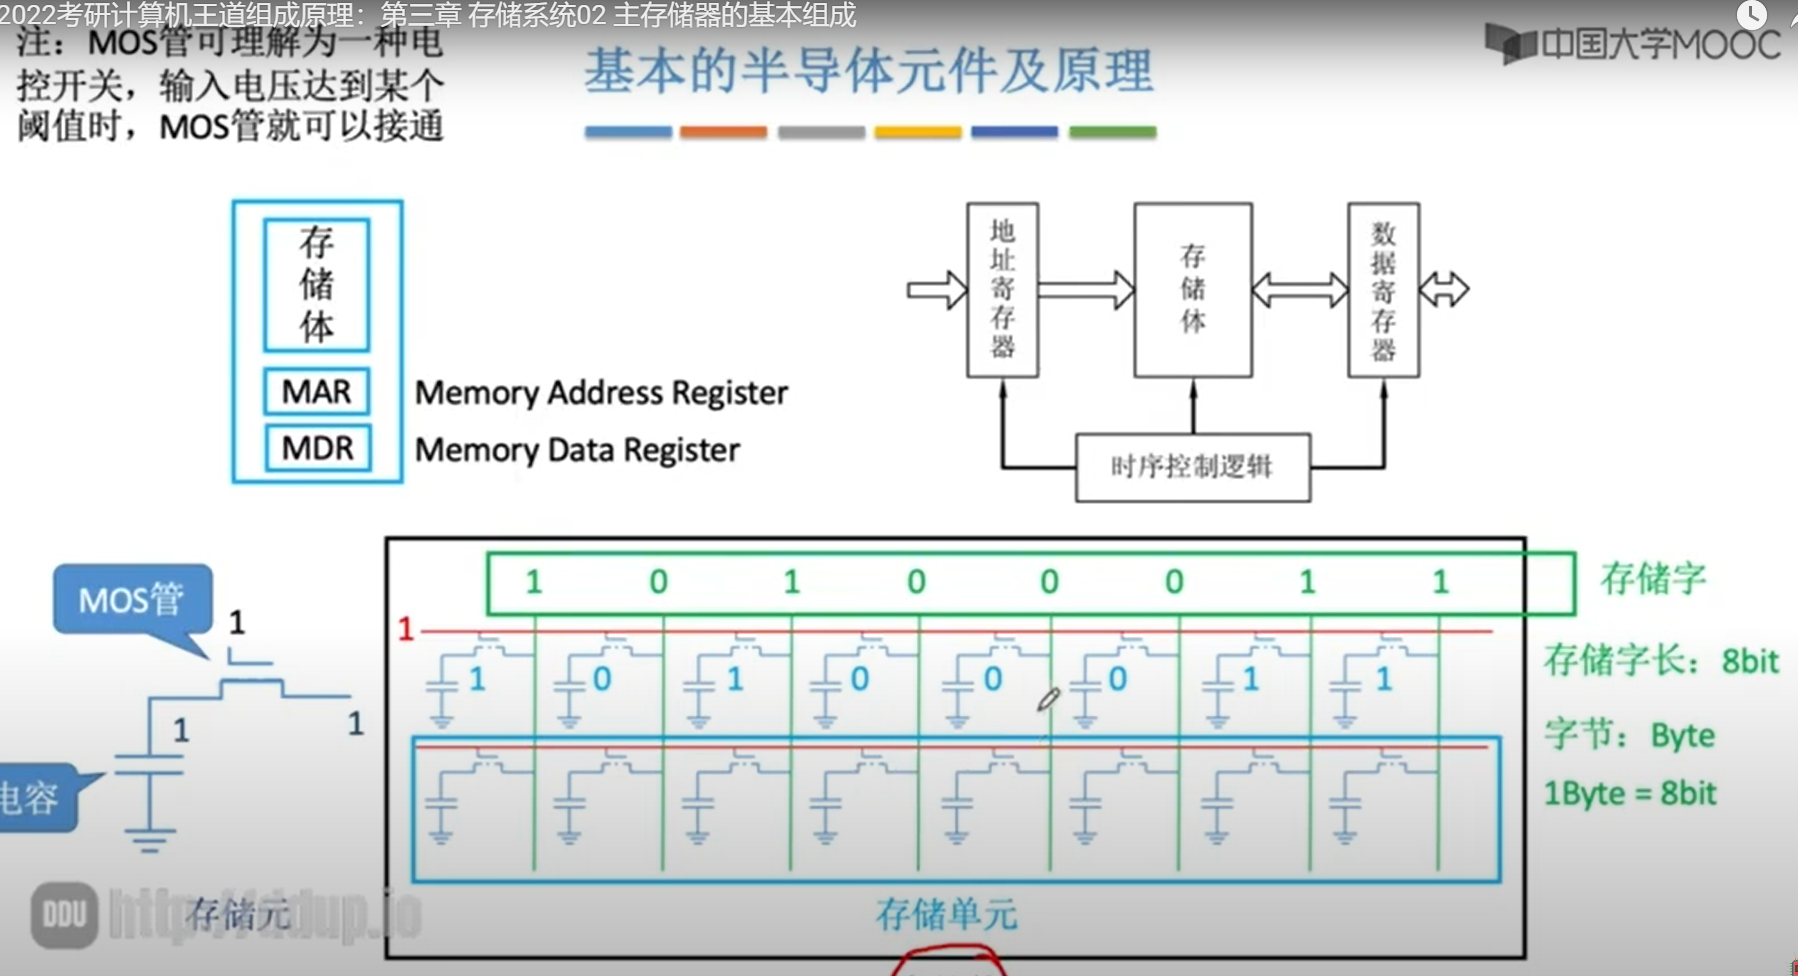 2022考研计算机王道组成原理：第三章 存储系统02 主存储器的基本组成
注：MOS管可理解为一种电
控开关，输入电压达到某个
阈值时，MOS管就可以接通
基本的半导体元件及原理
中国大学MOOC
存储体
MAR
Memory Address Register
MDR
Memory Data Register
地址寄存器
存储体
数据寄存器
时序控制逻辑
MOS管
1
1
1
电容
存储元
1 0 1 0 0 0 1 1
存储字
1
1 0 1 0 0 0 1 1
存储字长：8bit
字节：Byte
1Byte = 8bit
存储单元
DDU
http://ddup.io